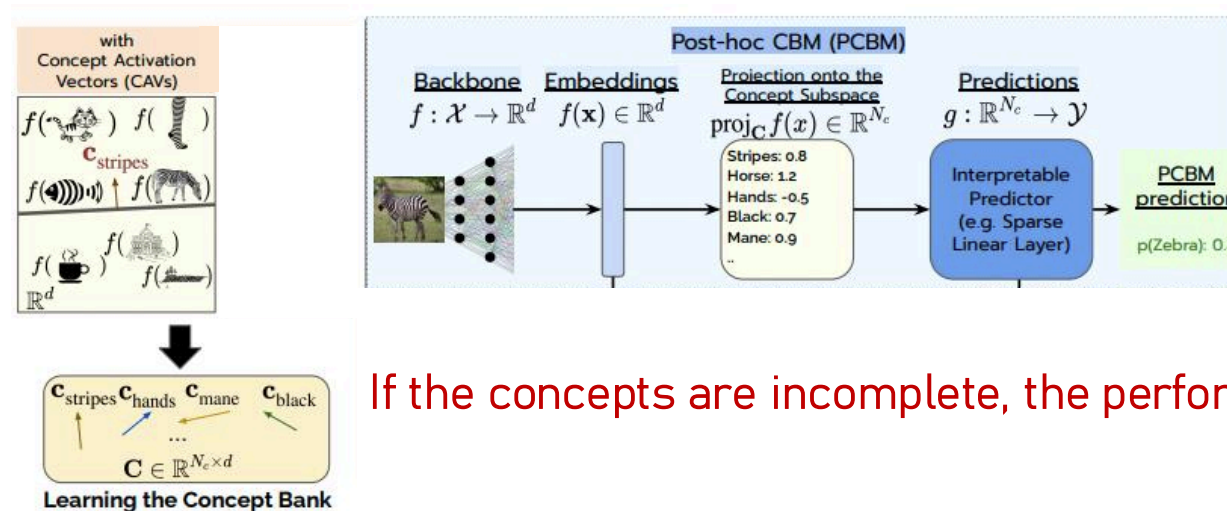 with
Concept Activation
Vectors (CAVs)
f( ) f( )
c_stripes
f( ) f( )
f( )
f( ) f( )
ℝ^d
c_stripes c_hands c_mane c_black
...
C ∈ ℝ^{N_c×d}
Learning the Concept Bank
Post-hoc CBM (PCBM)
Backbone
f : 𝒳 → ℝ^d
Embeddings
f(x) ∈ ℝ^d
Projection onto the
Concept Subspace
proj_C f(x) ∈ ℝ^{N_c}
Predictions
g : ℝ^{N_c} → 𝒴
Stripes: 0.8
Horse: 1.2
Hands: -0.5
Black: 0.7
Mane: 0.9
..
Interpretable
Predictor
(e.g. Sparse
Linear Layer)
PCBM
prediction
p(Zebra): 0.
If the concepts are incomplete, the perfor